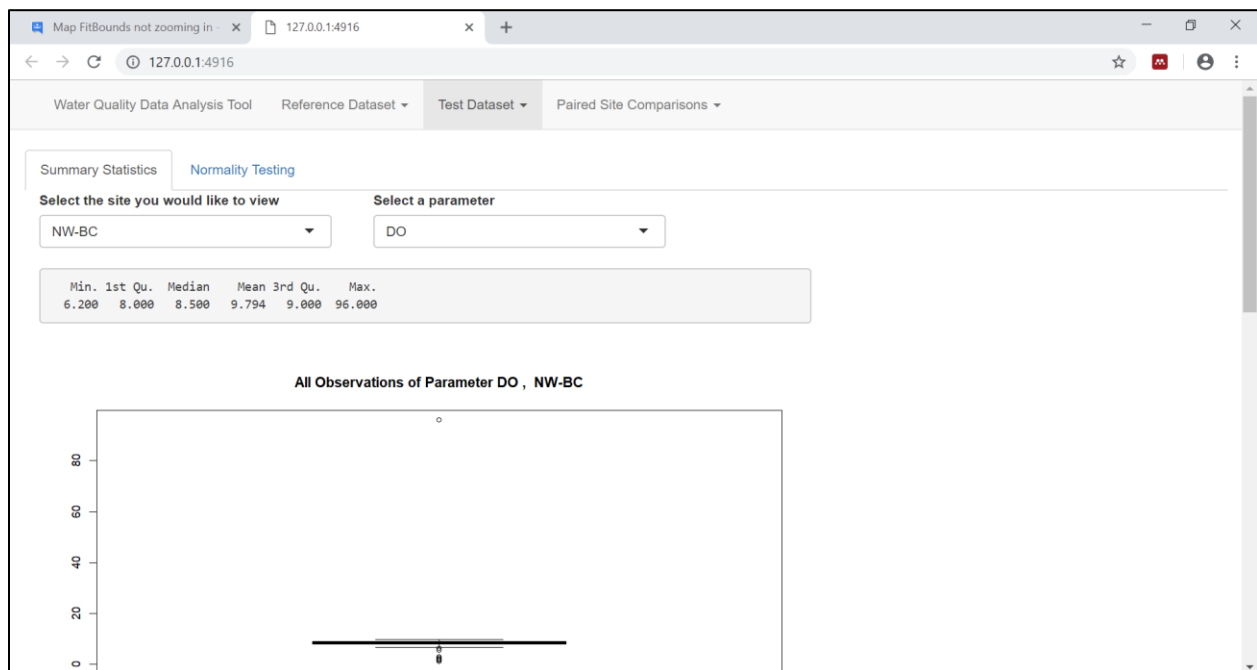 Map FitBounds not zooming in - 127.0.0.1:4916
127.0.0.1:4916
Water Quality Data Analysis Tool Reference Dataset Test Dataset Paired Site Comparisons
Summary Statistics Normality Testing
Select the site you would like to view Select a parameter
NW-BC DO
Min. 1st Qu. Median Mean 3rd Qu. Max.
6.200 8.000 8.500 9.794 9.000 96.000
All Observations of Parameter DO , NW-BC
80
60
40
20
0